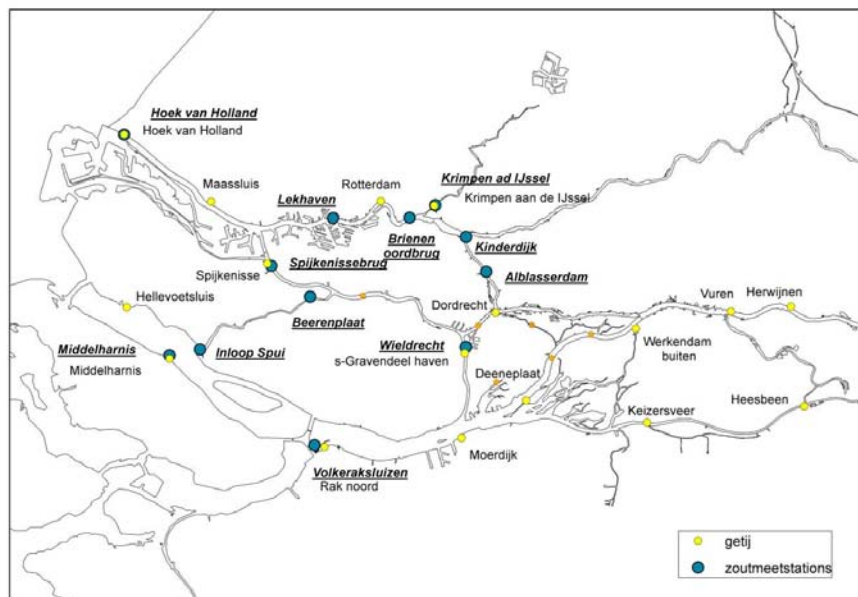 Hoek van Holland
Hoek van Holland
Maassluis
Lekhaven
Rotterdam
Krimpen ad IJssel
Krimpen aan de IJssel
Brienen
oordbrug
Kinderdijk
Spijkenisse
Spijkenissebrug
Alblasserdam
Hellevoetsluis
Beerenplaat
Dordrecht
Vuren
Herwijnen
Middelharnis
Middelharnis
Inloop Spui
Wieldrecht
s-Gravendeel haven
Werkendam
buiten
Deeneplaat
Keizersveer
Heesbeen
Moerdijk
Volkeraksluizen
Rak noord
getij
zoutmeetstations